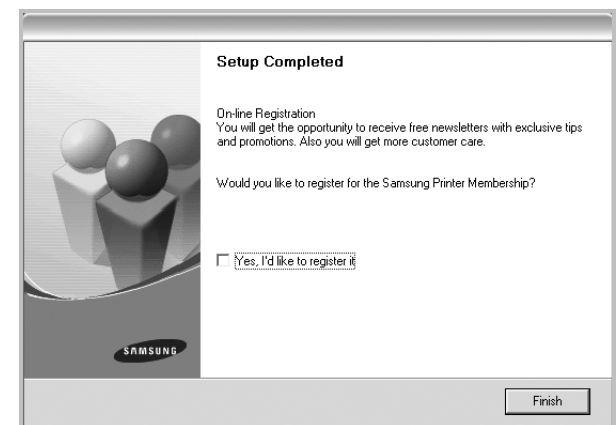 Setup Completed
On-line Registration
You will get the opportunity to receive free newsletters with exclusive tips
and promotions. Also you will get more customer care.
Would you like to register for the Samsung Printer Membership?
Yes, I'd like to register it
SAMSUNG
Finish